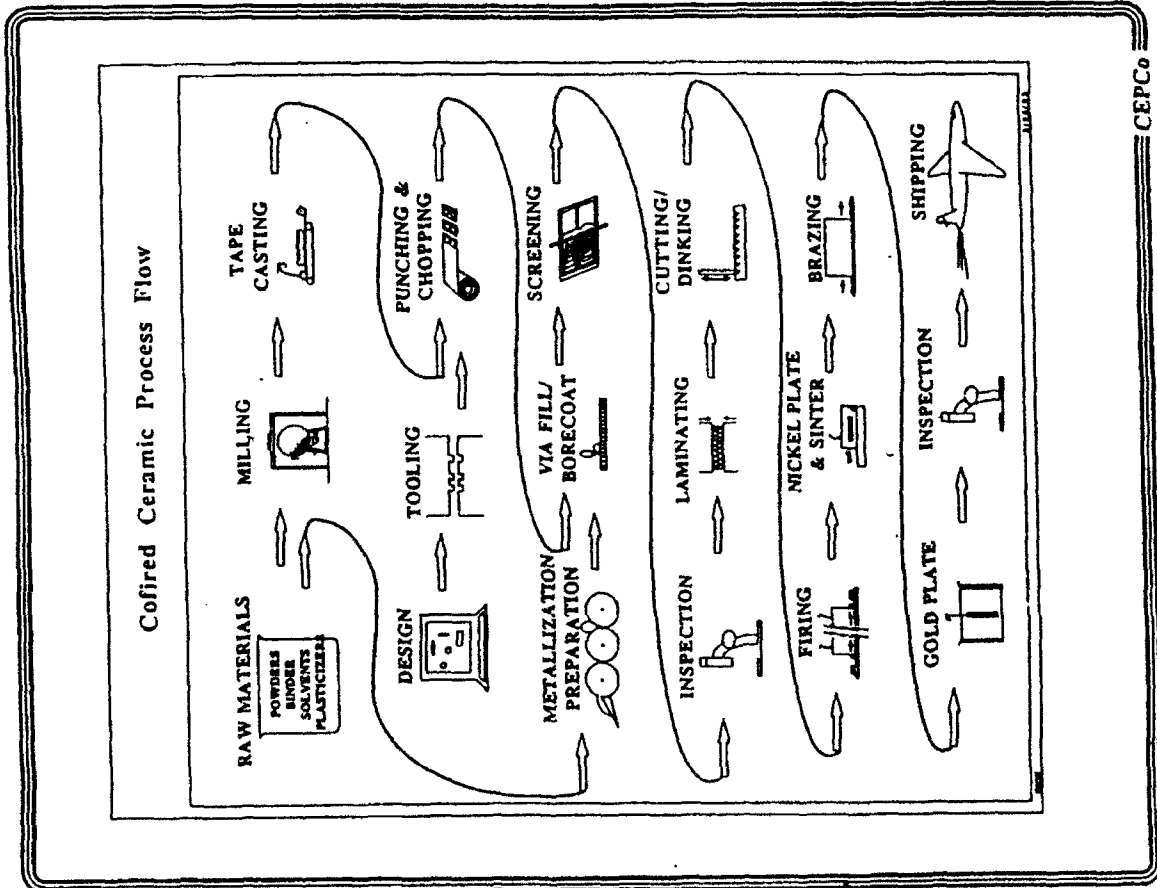 Cofired Ceramic Process Flow
RAW MATERIALS
POWDERS
BINDER
SOLVENTS
PLASTICIZERS
MILLING
TAPE
CASTING
DESIGN
TOOLING
PUNCHING &
CHOPPING
METALLIZATION
PREPARATION
VIA FILL/
BORECOAT
SCREENING
INSPECTION
LAMINATING
CUTTING/
DINKING
FIRING
NICKEL PLATE
& SINTER
BRAZING
GOLD PLATE
INSPECTION
SHIPPING
CEPCo